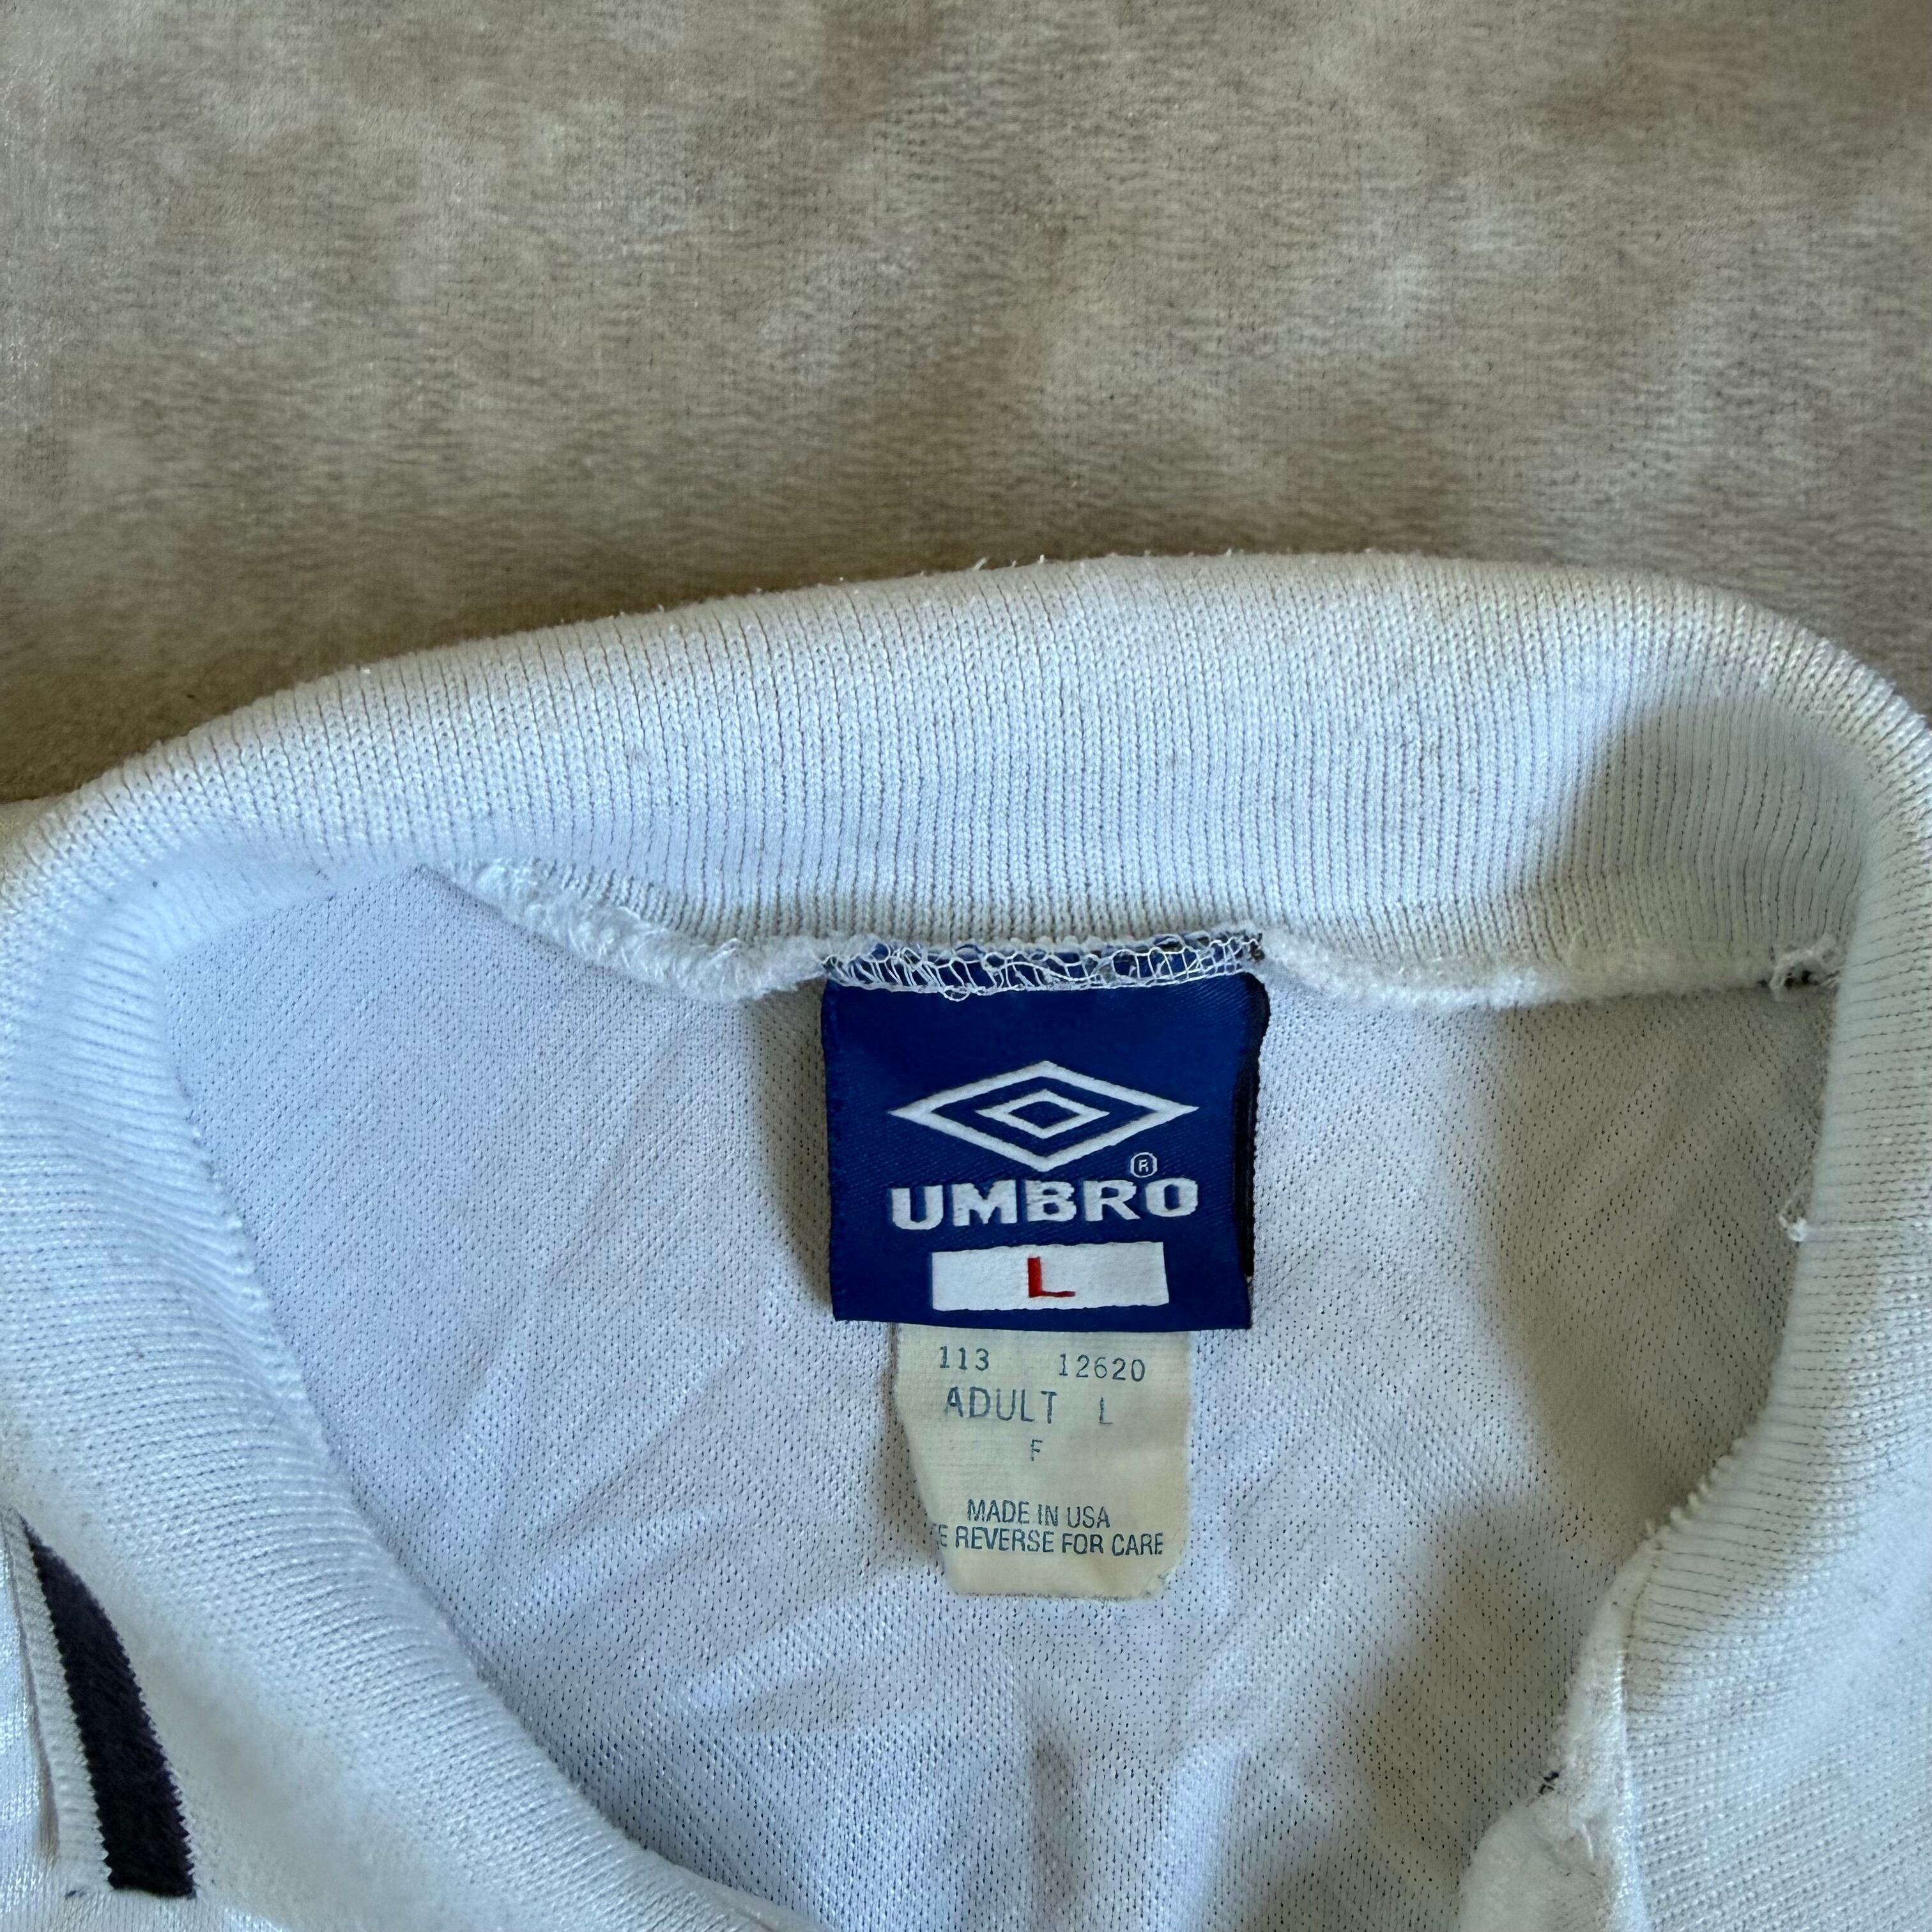 ®
UMBRO
L
113 12620
ADULT L
F
MADE IN USA
E REVERSE FOR CARE